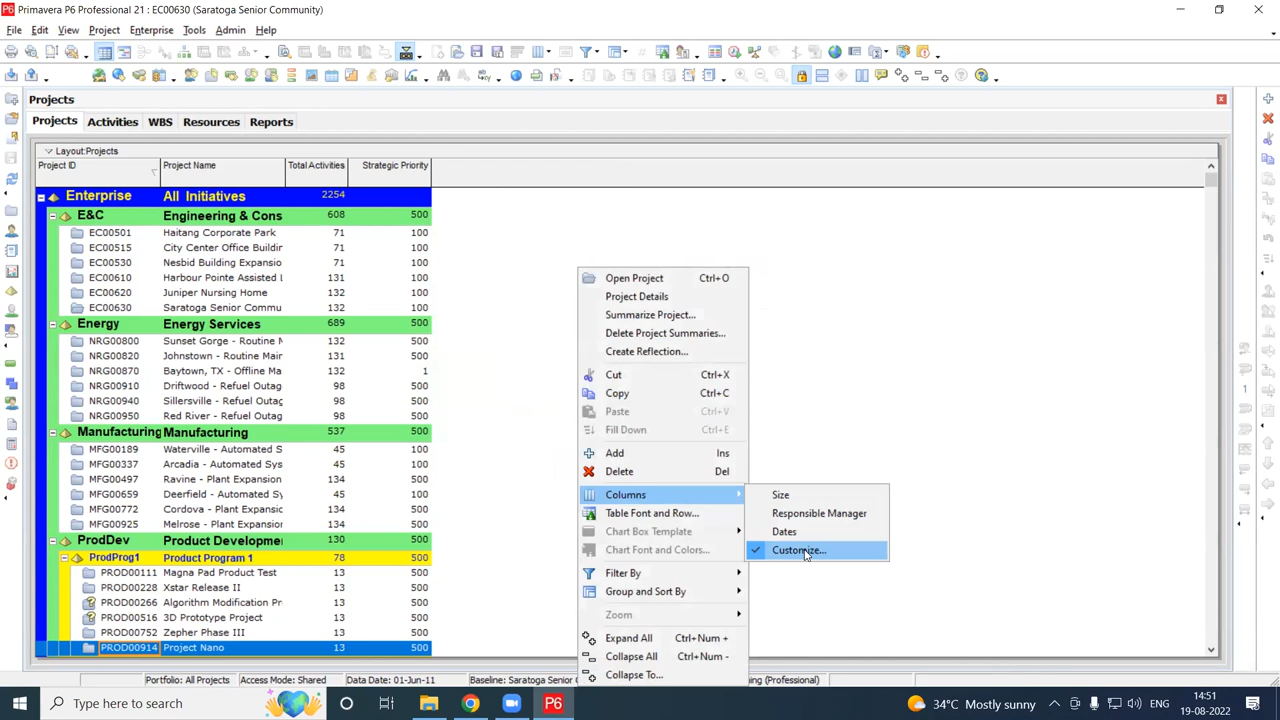 P6 Primavera P6 Professional 21 : EC00630 (Saratoga Senior Community)
File Edit View Project Enterprise Tools Admin Help
Projects
Projects Activities WBS Resources Reports
Layout:Projects
Project ID Project Name Total Activities Strategic Priority
Enterprise All Initiatives 2254
E&C Engineering & Cons 608 500
EC00501 Haitang Corporate Park 71 100
EC00515 City Center Office Buildir 71 100
EC00530 Nesbid Building Expansio 71 100
EC00610 Harbour Pointe Assisted L 131 100
EC00620 Juniper Nursing Home 132 100
EC00630 Saratoga Senior Commu 132 100
Energy Energy Services 689 500
NRG00800 Sunset Gorge - Routine M 132 500
NRG00820 Johnstown - Routine Main 131 500
NRG00870 Baytown, TX - Offline Ma 132 1
NRG00910 Driftwood - Refuel Outag 98 500
NRG00940 Sillersville - Refuel Outag 98 500
NRG00950 Red River - Refuel Outag 98 500
Manufacturing Manufacturing 537 500
MFG00189 Waterville - Automated S 45 100
MFG00337 Arcadia - Automated Sys 45 100
MFG00497 Ravine - Plant Expansion 132 500
MFG00659 Deerfield - Automated Sy 45 100
MFG00772 Cordova - Plant Expansio 132 500
MFG00925 Melrose - Plant Expansion 132 500
ProdDev Product Developme 130 500
ProdProg1 Product Program 1 78 500
PROD00111 Magna Pad Product Test 13 500
PROD00228 Xstar Release II 13 500
PROD00266 Algorithm Modification Pr 13 500
PROD00516 3D Prototype Project 13 500
PROD00752 Zepher Phase III 13 500
PROD00914 Project Nano 13 500
Open Project Ctrl+O
Project Details
Summarize Project...
Delete Project Summaries...
Create Reflection...
Cut Ctrl+X
Copy Ctrl+C
Paste Ctrl+V
Fill Down Ctrl+E
Add Ins
Delete Del
Columns
Table Font and Row...
Chart Box Template
Chart Font and Colors...
Filter By
Group and Sort By
Zoom
Expand All Ctrl+Num +
Collapse All Ctrl+Num -
Collapse To...
Size
Responsible Manager
Dates
Customize...
Portfolio: All Projects Access Mode: Shared Data Date: 01-Jun-11 Baseline: Saratoga Senior (Professional)
Type here to search P6 34°C Mostly sunny ENG 14:51
19-08-2022